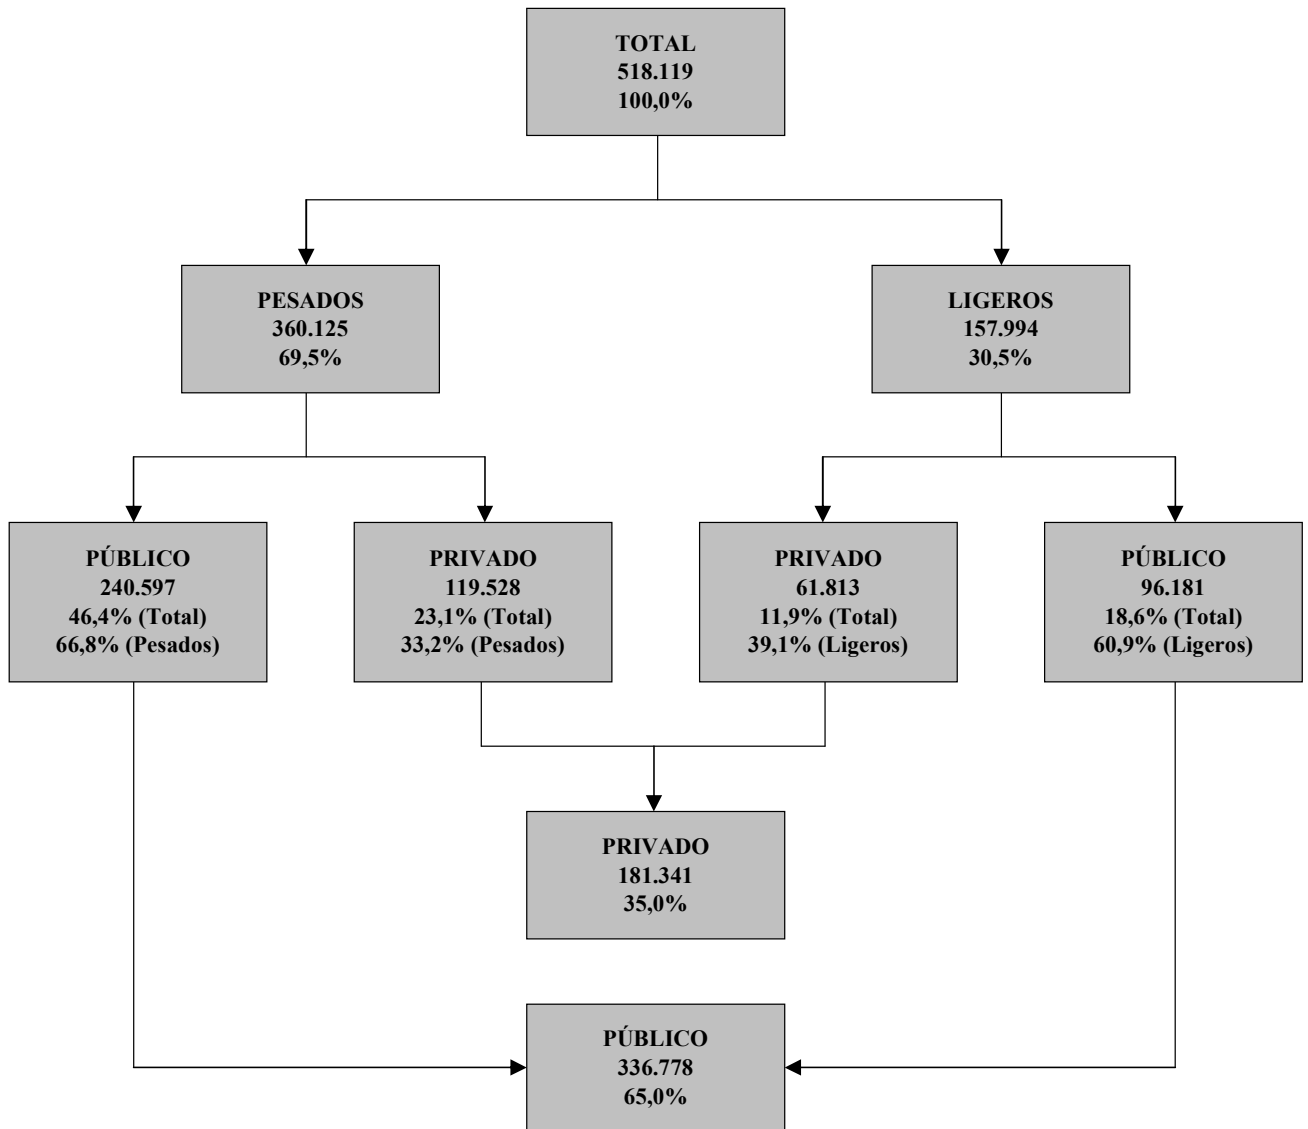 TOTAL
518.119
100,0%
PESADOS
360.125
69,5%
LIGEROS
157.994
30,5%
PÚBLICO
240.597
46,4% (Total)
66,8% (Pesados)
PRIVADO
119.528
23,1% (Total)
33,2% (Pesados)
PRIVADO
61.813
11,9% (Total)
39,1% (Ligeros)
PÚBLICO
96.181
18,6% (Total)
60,9% (Ligeros)
PRIVADO
181.341
35,0%
PÚBLICO
336.778
65,0%